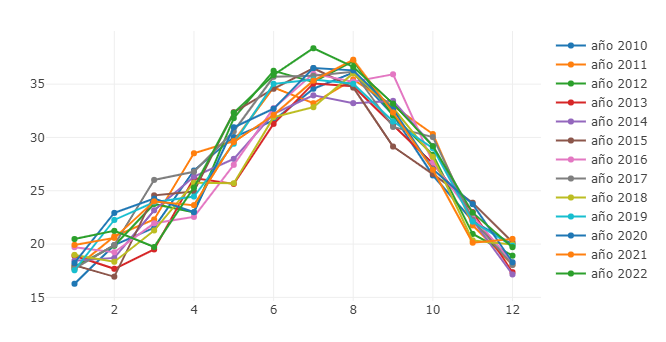 35
30
25
20
15
2
4
6
8
10
12
año 2010
año 2011
año 2012
año 2013
año 2014
año 2015
año 2016
año 2017
año 2018
año 2019
año 2020
año 2021
año 2022